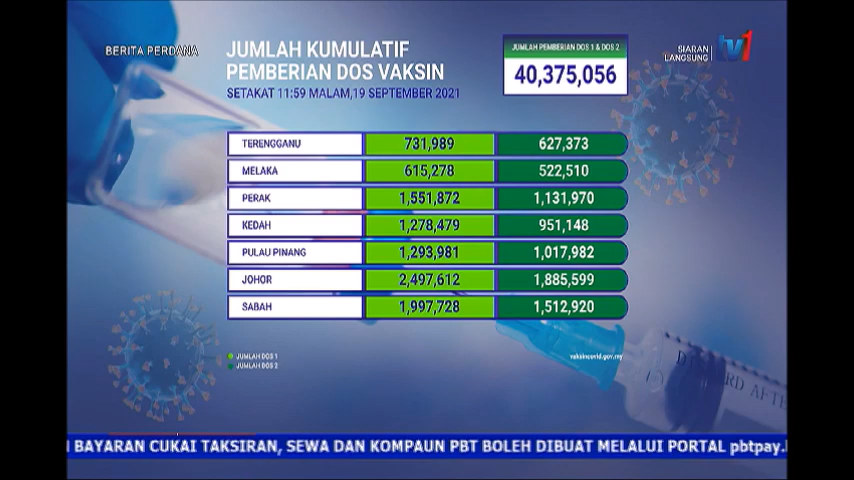 BERITA PERDANA
JUMLAH KUMULATIF
PEMBERIAN DOS VAKSIN
SETAKAT 11:59 MALAM,19 SEPTEMBER 2021
JUMLAH PEMBERIAN DOS 1 & DOS 2
40,375,056
SIARAN
LANGSUNG
tv1
TERENGGANU 731,989 627,373
MELAKA 615,278 522,510
PERAK 1,551,872 1,131,970
KEDAH 1,278,479 951,148
PULAU PINANG 1,293,981 1,017,982
JOHOR 2,497,612 1,885,599
SABAH 1,997,728 1,512,920
JUMLAH DOS 1
JUMLAH DOS 2
vaksincovid.gov.my
N BAYARAN CUKAI TAKSIRAN, SEWA DAN KOMPAUN PBT BOLEH DIBUAT MELALUI PORTAL pbtpay.